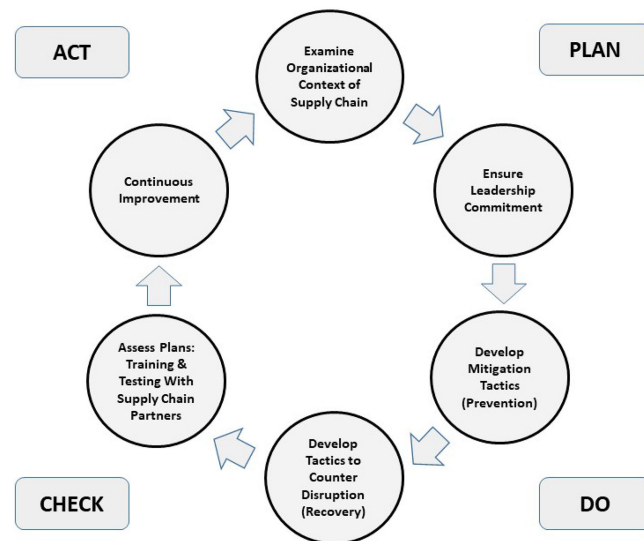 ACT
PLAN
Examine
Organizational
Context of
Supply Chain
Ensure
Leadership
Commitment
Develop
Mitigation
Tactics
(Prevention)
Develop
Tactics to
Counter
Disruption
(Recovery)
Assess Plans:
Training &
Testing With
Supply Chain
Partners
Continuous
Improvement
CHECK
DO